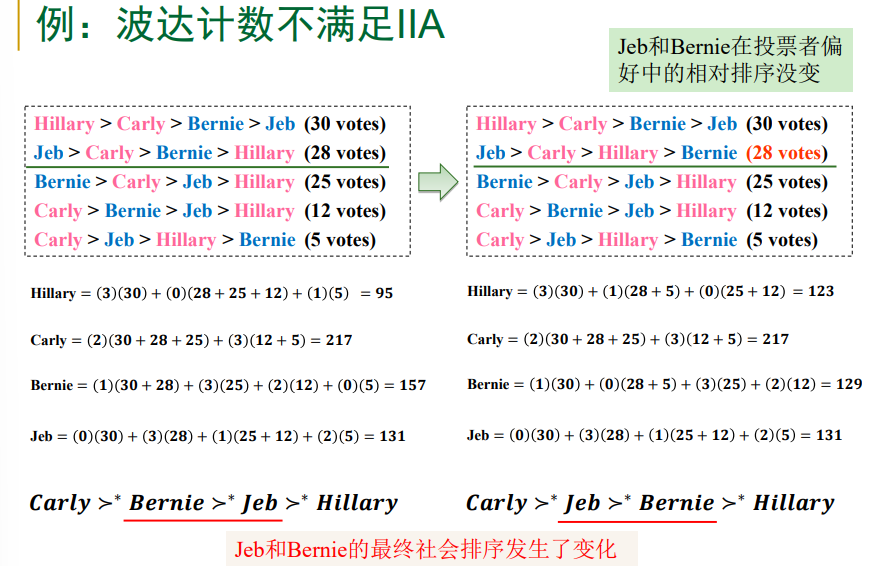 例：波达计数不满足IIA
Jeb和Bernie在投票者偏
好中的相对排序没变
Hillary > Carly > Bernie > Jeb (30 votes)
Jeb > Carly > Bernie > Hillary (28 votes)
Bernie > Carly > Jeb > Hillary (25 votes)
Carly > Bernie > Jeb > Hillary (12 votes)
Carly > Jeb > Hillary > Bernie (5 votes)
Hillary = (3)(30) + (0)(28 + 25 + 12) + (1)(5) = 95
Carly = (2)(30 + 28 + 25) + (3)(12 + 5) = 217
Bernie = (1)(30 + 28) + (3)(25) + (2)(12) + (0)(5) = 157
Jeb = (0)(30) + (3)(28) + (1)(25 + 12) + (2)(5) = 131
Carly ≻* Bernie ≻* Jeb ≻* Hillary
Hillary > Carly > Bernie > Jeb (30 votes)
Jeb > Carly > Hillary > Bernie (28 votes)
Bernie > Carly > Jeb > Hillary (25 votes)
Carly > Bernie > Jeb > Hillary (12 votes)
Carly > Jeb > Hillary > Bernie (5 votes)
Hillary = (3)(30) + (1)(28 + 5) + (0)(25 + 12) = 123
Carly = (2)(30 + 28 + 25) + (3)(12 + 5) = 217
Bernie = (1)(30) + (0)(28 + 5) + (3)(25) + (2)(12) = 129
Jeb = (0)(30) + (3)(28) + (1)(25 + 12) + (2)(5) = 131
Carly ≻* Jeb ≻* Bernie ≻* Hillary
Jeb和Bernie的最终社会排序发生了变化